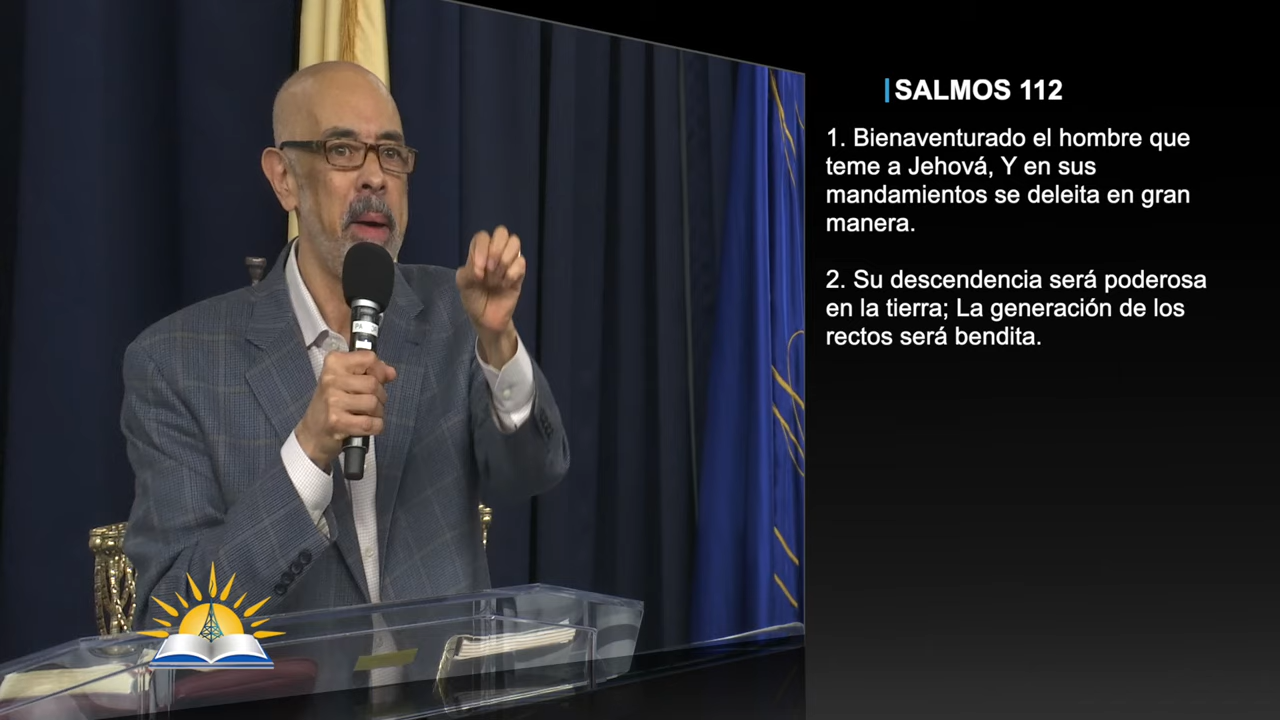 SALMOS 112
1. Bienaventurado el hombre que
teme a Jehová, Y en sus
mandamientos se deleita en gran
manera.
2. Su descendencia será poderosa
en la tierra; La generación de los
rectos será bendita.